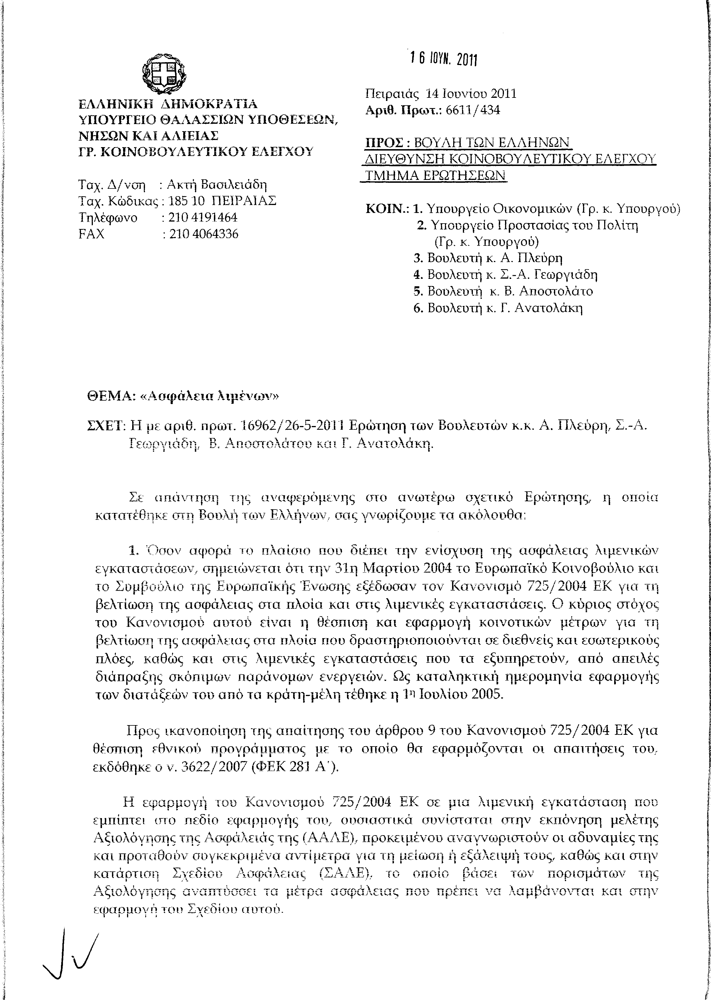 1 6 ΙΟΥΝ. 2011
ΕΛΛΗΝΙΚΗ ΔΗΜΟΚΡΑΤΙΑ
ΥΠΟΥΡΓΕΙΟ ΘΑΛΑΣΣΙΩΝ ΥΠΟΘΕΣΕΩΝ,
ΝΗΣΩΝ ΚΑΙ ΑΛΙΕΙΑΣ
ΓΡ. ΚΟΙΝΟΒΟΥΛΕΥΤΙΚΟΥ ΕΛΕΓΧΟΥ
Ταχ. Δ/νση : Ακτή Βασιλειάδη
Ταχ. Κώδικας : 185 10 ΠΕΙΡΑΙΑΣ
Τηλέφωνο : 210 4191464
FAX : 210 4064336
Πειραιάς 14 Ιουνίου 2011
Αριθ. Πρωτ.: 6611/434
ΠΡΟΣ : ΒΟΥΛΗ ΤΩΝ ΕΛΛΗΝΩΝ
ΔΙΕΥΘΥΝΣΗ ΚΟΙΝΟΒΟΥΛΕΥΤΙΚΟΥ ΕΛΕΓΧΟΥ
ΤΜΗΜΑ ΕΡΩΤΗΣΕΩΝ
ΚΟΙΝ.: 1. Υπουργείο Οικονομικών (Γρ. κ. Υπουργού)
2. Υπουργείο Προστασίας του Πολίτη
(Γρ. κ. Υπουργού)
3. Βουλευτή κ. Α. Πλεύρη
4. Βουλευτή κ. Σ.-Α. Γεωργιάδη
5. Βουλευτή κ. Β. Αποστολάτο
6. Βουλευτή κ. Γ. Ανατολάκη
ΘΕΜΑ: «Ασφάλεια λιμένων»
ΣΧΕΤ: Η με αριθ. πρωτ. 16962/26-5-2011 Ερώτηση των Βουλευτών κ.κ. Α. Πλεύρη, Σ.-Α.
Γεωργιάδη, Β. Αποστολάτου και Γ. Ανατολάκη.
Σε απάντηση της αναφερόμενης στο ανωτέρω σχετικό Ερώτησης, η οποία
κατατέθηκε στη Βουλή των Ελλήνων, σας γνωρίζουμε τα ακόλουθα:
1. Όσον αφορά το πλαίσιο που διέπει την ενίσχυση της ασφάλειας λιμενικών
εγκαταστάσεων, σημειώνεται ότι την 31η Μαρτίου 2004 το Ευρωπαϊκό Κοινοβούλιο και
το Συμβούλιο της Ευρωπαϊκής Ένωσης εξέδωσαν τον Κανονισμό 725/2004 ΕΚ για τη
βελτίωση της ασφάλειας στα πλοία και στις λιμενικές εγκαταστάσεις. Ο κύριος στόχος
του Κανονισμού αυτού είναι η θέσπιση και εφαρμογή κοινοτικών μέτρων για τη
βελτίωση της ασφάλειας στα πλοία που δραστηριοποιούνται σε διεθνείς και εσωτερικούς
πλόες, καθώς και στις λιμενικές εγκαταστάσεις που τα εξυπηρετούν, από απειλές
διάπραξης σκόπιμων παράνομων ενεργειών. Ως καταληκτική ημερομηνία εφαρμογής
των διατάξεών του από τα κράτη-μέλη τέθηκε η 1η Ιουλίου 2005.
Προς ικανοποίηση της απαίτησης του άρθρου 9 του Κανονισμού 725/2004 ΕΚ για
θέσπιση εθνικού προγράμματος με το οποίο θα εφαρμόζονται οι απαιτήσεις του,
εκδόθηκε ο ν. 3622/2007 (ΦΕΚ 281 Α΄).
Η εφαρμογή του Κανονισμού 725/2004 ΕΚ σε μια λιμενική εγκατάσταση που
εμπίπτει στο πεδίο εφαρμογής του, ουσιαστικά συνίσταται στην εκπόνηση μελέτης
Αξιολόγησης της Ασφάλειάς της (ΑΑΛΕ), προκειμένου αναγνωριστούν οι αδυναμίες της
και προταθούν συγκεκριμένα αντίμετρα για τη μείωση ή εξάλειψή τους, καθώς και στην
κατάρτιση Σχεδίου Ασφάλειας (ΣΑΛΕ), το οποίο βάσει των πορισμάτων της
Αξιολόγησης αναπτύσσει τα μέτρα ασφάλειας που πρέπει να λαμβάνονται και στην
εφαρμογή του Σχεδίου αυτού.